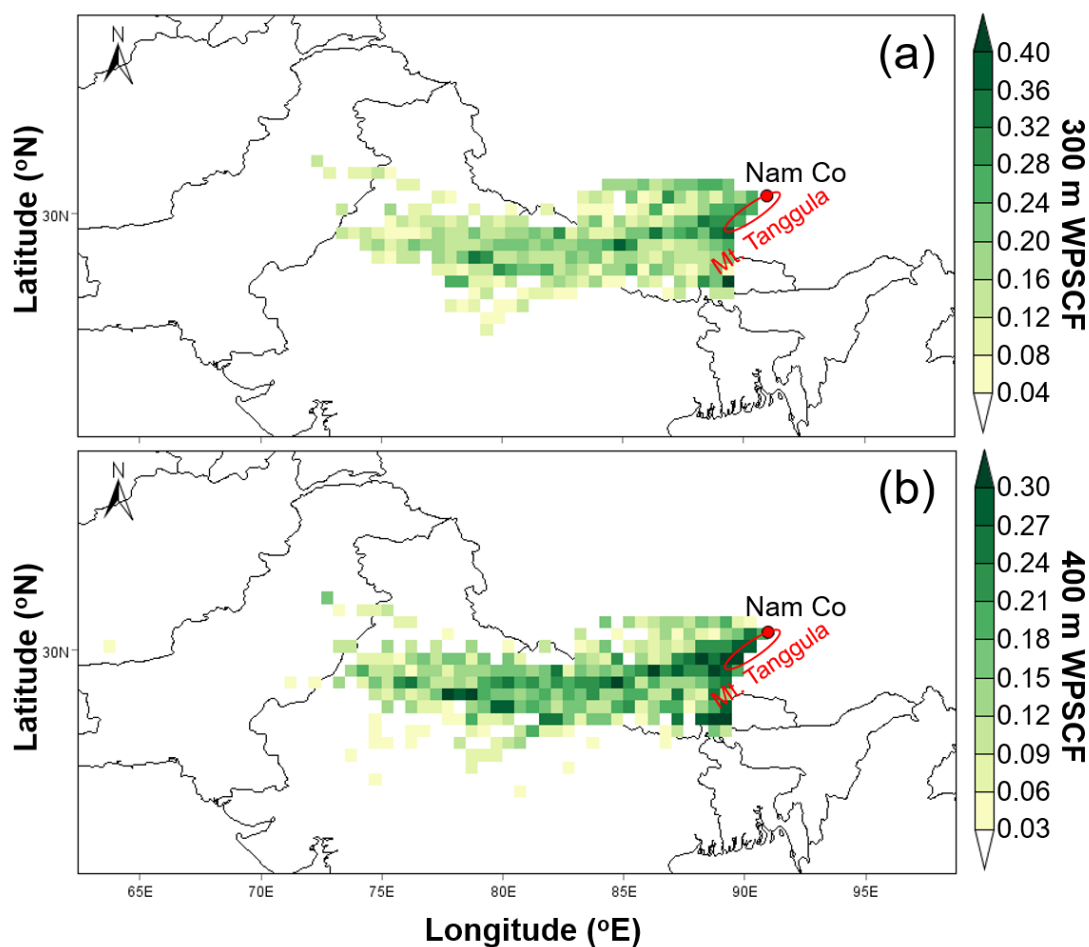 (a)
N
Nam Co
Mt. Tanggula
30N
Latitude (ºN)
0.40
0.36
0.32
0.28
0.24
0.20
0.16
0.12
0.08
0.04
300 m WPSCF
(b)
N
Nam Co
Mt. Tanggula
30N
Latitude (ºN)
0.30
0.27
0.24
0.21
0.18
0.15
0.12
0.09
0.06
0.03
400 m WPSCF
65E 70E 75E 80E 85E 90E 95E
Longitude (ºE)